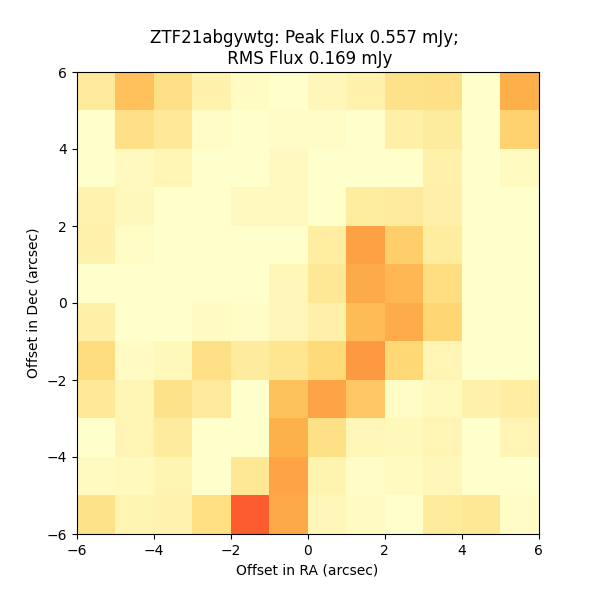 ZTF21abgywtg: Peak Flux 0.557 mJy;
RMS Flux 0.169 mJy
6
4
2
0
−2
−4
−6
Offset in Dec (arcsec)
−6 −4 −2 0 2 4 6
Offset in RA (arcsec)